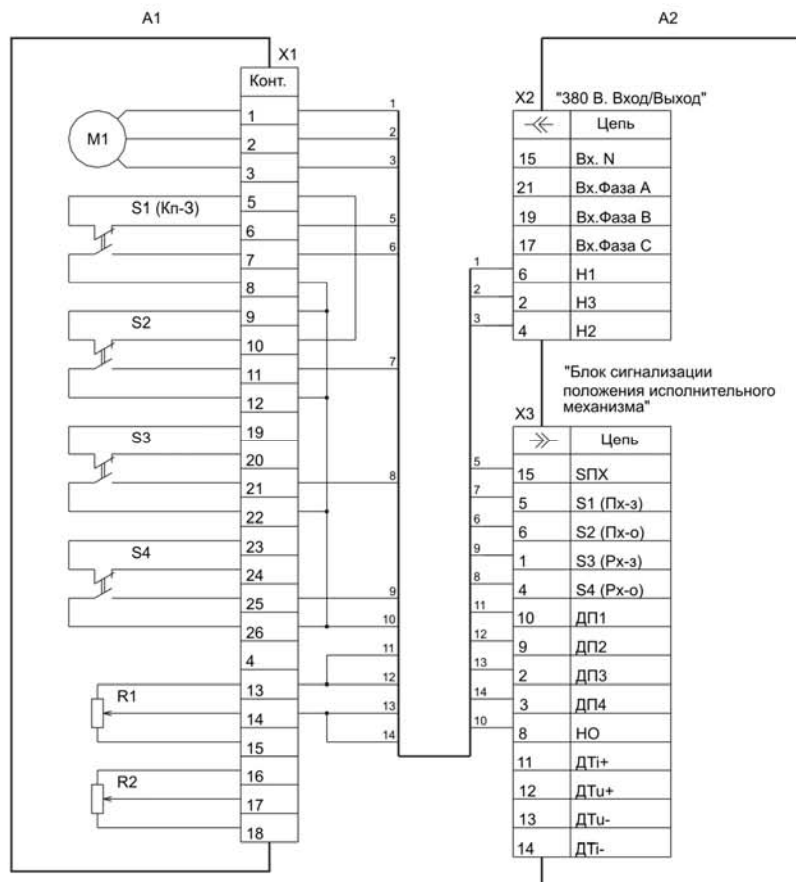 A1
A2
X1
Конт.
1
2
3
5
6
7
8
9
10
11
12
19
20
21
22
23
24
25
26
4
13
14
15
16
17
18
M1
S1 (Кп-3)
S2
S3
S4
R1
R2
1
2
3
5
6
7
8
9
10
11
12
13
14
X2 "380 В. Вход/Выход"
Цепь
15 Вх. N
21 Вх.Фаза A
19 Вх.Фаза B
17 Вх.Фаза C
1 6 Н1
2 2 Н3
3 4 Н2
"Блок сигнализации
положения исполнительного
механизма"
X3
Цепь
5 15 SПХ
7 5 S1 (Пх-з)
6 6 S2 (Пх-о)
9 1 S3 (Рх-з)
8 4 S4 (Рх-о)
11 10 ДП1
12 9 ДП2
13 2 ДП3
14 3 ДП4
10 8 НО
11 ДТi+
12 ДТu+
13 ДТu-
14 ДТi-